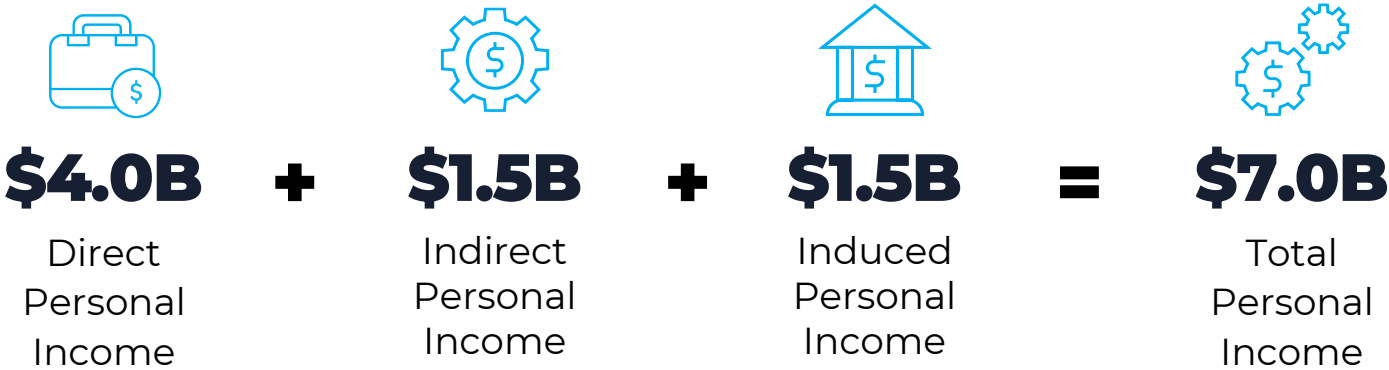 $ $ $ $
$4.0B + $1.5B + $1.5B = $7.0B
Direct Personal Income
Indirect Personal Income
Induced Personal Income
Total Personal Income